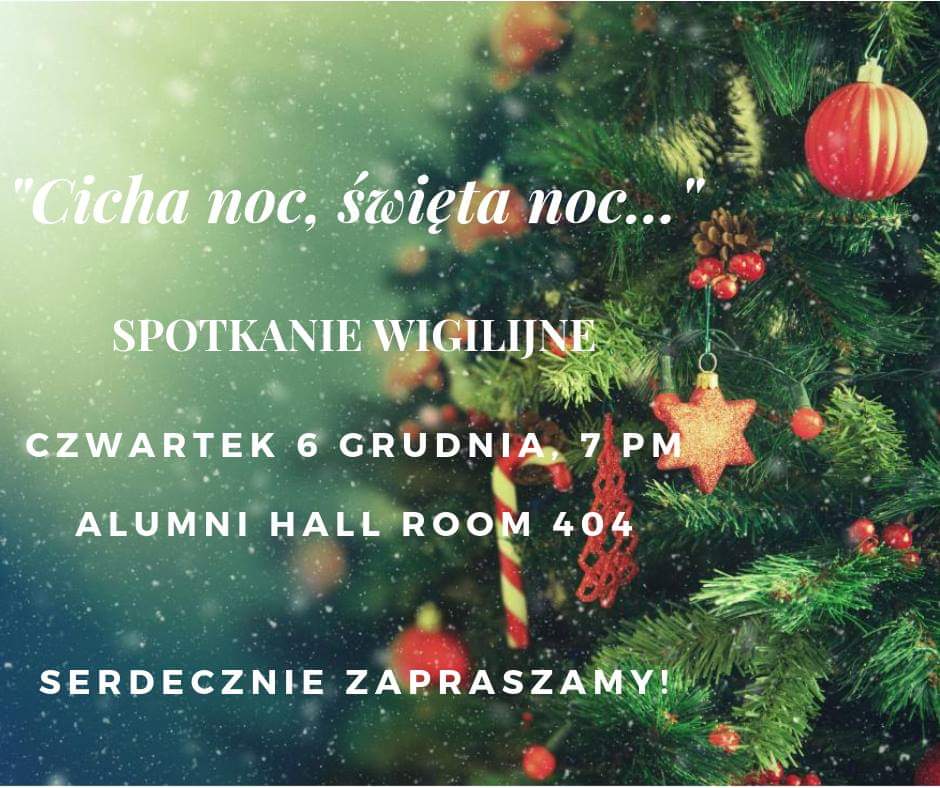 "Cicha noc, święta noc..."
SPOTKANIE WIGILIJNE
CZWARTEK 6 GRUDNIA, 7 PM
ALUMNI HALL ROOM 404
SERDECZNIE ZAPRASZAMY!